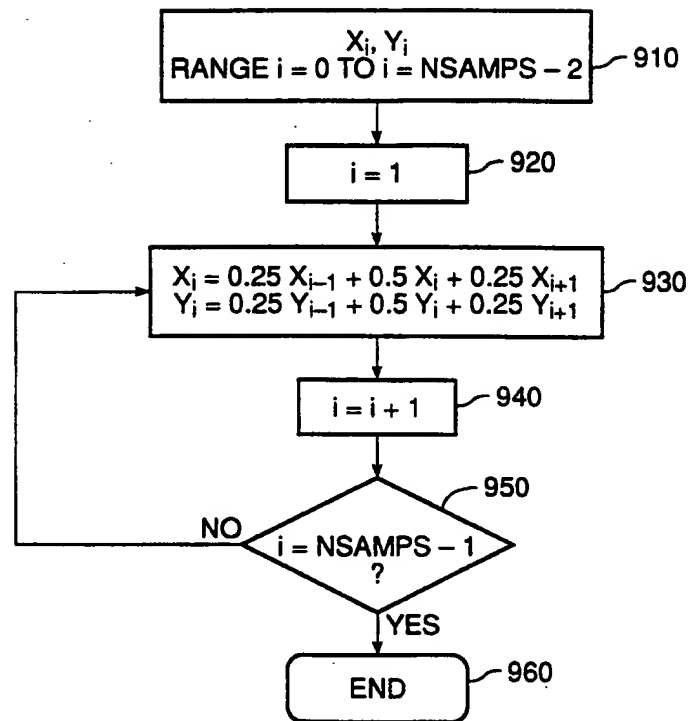 Xᵢ, Yᵢ
RANGE i = 0 TO i = NSAMPS – 2
910
i = 1
920
Xᵢ = 0.25 Xᵢ₋₁ + 0.5 Xᵢ + 0.25 Xᵢ₊₁
Yᵢ = 0.25 Yᵢ₋₁ + 0.5 Yᵢ + 0.25 Yᵢ₊₁
930
i = i + 1
940
950
NO
i = NSAMPS – 1
?
YES
END
960